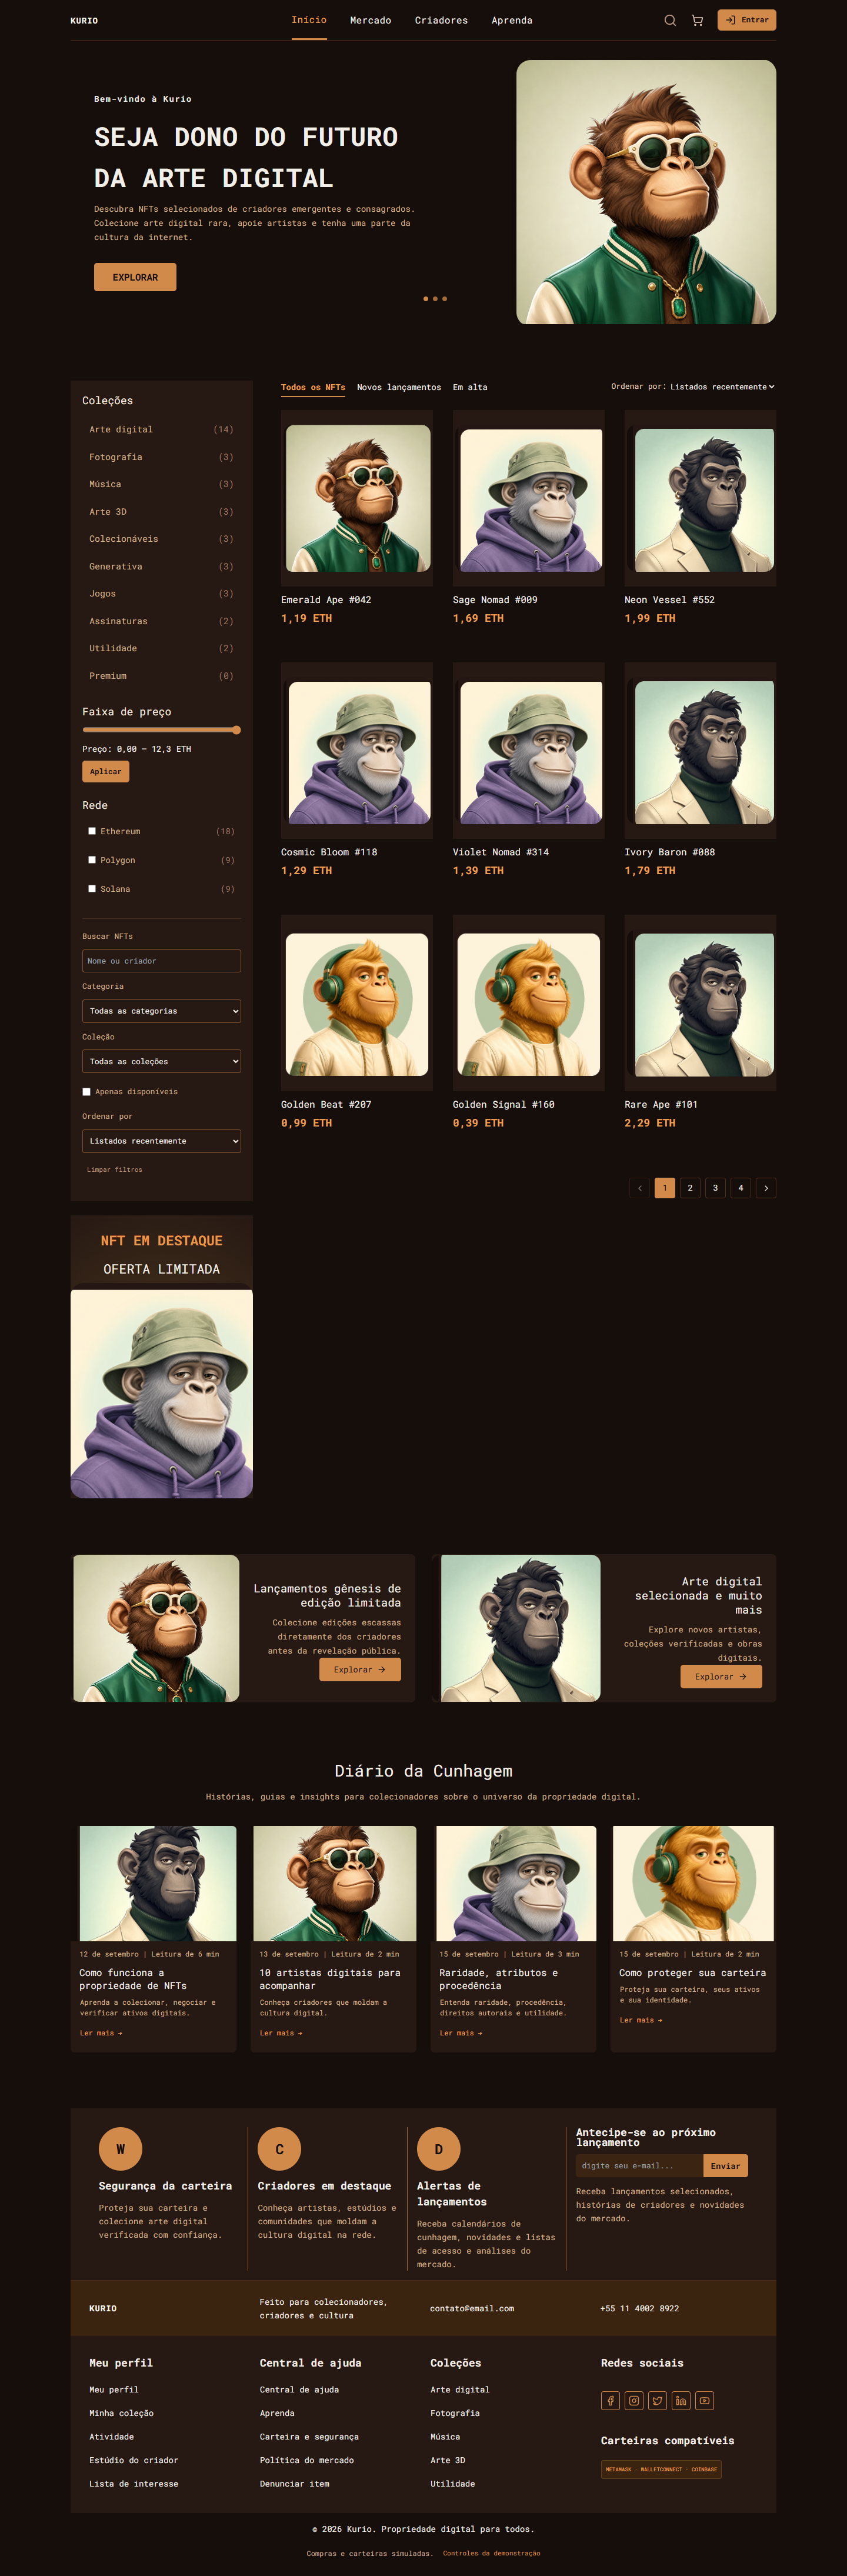 KURIO
Início
Mercado
Criadores
Aprenda
Entrar
Bem-vindo à Kurio
SEJA DONO DO FUTURO
DA ARTE DIGITAL
Descubra NFTs selecionados de criadores emergentes e consagrados.
Colecione arte digital rara, apoie artistas e tenha uma parte da
cultura da internet.
EXPLORAR
Coleções
Arte digital (14)
Fotografia (3)
Música (3)
Arte 3D (3)
Colecionáveis (3)
Generativa (3)
Jogos (3)
Assinaturas (2)
Utilidade (2)
Premium (0)
Faixa de preço
Preço: 0,00 — 12,3 ETH
Aplicar
Rede
Ethereum (18)
Polygon (9)
Solana (9)
Buscar NFTs
Nome ou criador
Categoria
Todas as categorias
Coleção
Todas as coleções
Apenas disponíveis
Ordenar por
Listados recentemente
Limpar filtros
NFT EM DESTAQUE
OFERTA LIMITADA
Todos os NFTs
Novos lançamentos
Em alta
Ordenar por: Listados recentemente
Emerald Ape #042
1,19 ETH
Sage Nomad #009
1,69 ETH
Neon Vessel #552
1,99 ETH
Cosmic Bloom #118
1,29 ETH
Violet Nomad #314
1,39 ETH
Ivory Baron #088
1,79 ETH
Golden Beat #207
0,99 ETH
Golden Signal #160
0,39 ETH
Rare Ape #101
2,29 ETH
‹ 1 2 3 4 ›
Lançamentos gênesis de
edição limitada
Colecione edições escassas
diretamente dos criadores
antes da revelação pública.
Explorar →
Arte digital
selecionada e muito
mais
Explore novos artistas,
coleções verificadas e obras
digitais.
Explorar →
Diário da Cunhagem
Histórias, guias e insights para colecionadores sobre o universo da propriedade digital.
12 de setembro | Leitura de 6 min
Como funciona a
propriedade de NFTs
Aprenda a colecionar, negociar e
verificar ativos digitais.
Ler mais →
13 de setembro | Leitura de 2 min
10 artistas digitais para
acompanhar
Conheça criadores que moldam a
cultura digital.
Ler mais →
15 de setembro | Leitura de 3 min
Raridade, atributos e
procedência
Entenda raridade, procedência,
direitos autorais e utilidade.
Ler mais →
15 de setembro | Leitura de 2 min
Como proteger sua carteira
Proteja sua carteira, seus ativos
e sua identidade.
Ler mais →
W
Segurança da carteira
Proteja sua carteira e
colecione arte digital
verificada com confiança.
C
Criadores em destaque
Conheça artistas, estúdios e
comunidades que moldam a
cultura digital na rede.
D
Alertas de
lançamentos
Receba calendários de
cunhagem, novidades e listas
de acesso e análises do
mercado.
Antecipe-se ao próximo
lançamento
digite seu e-mail...
Enviar
Receba lançamentos selecionados,
histórias de criadores e novidades
do mercado.
KURIO
Feito para colecionadores,
criadores e cultura
contato@email.com
+55 11 4002 8922
Meu perfil
Meu perfil
Minha coleção
Atividade
Estúdio do criador
Lista de interesse
Central de ajuda
Central de ajuda
Aprenda
Carteira e segurança
Política do mercado
Denunciar item
Coleções
Arte digital
Fotografia
Música
Arte 3D
Utilidade
Redes sociais
Carteiras compatíveis
METAMASK · WALLETCONNECT · COINBASE
© 2026 Kurio. Propriedade digital para todos.
Compras e carteiras simuladas. Controles da demonstração